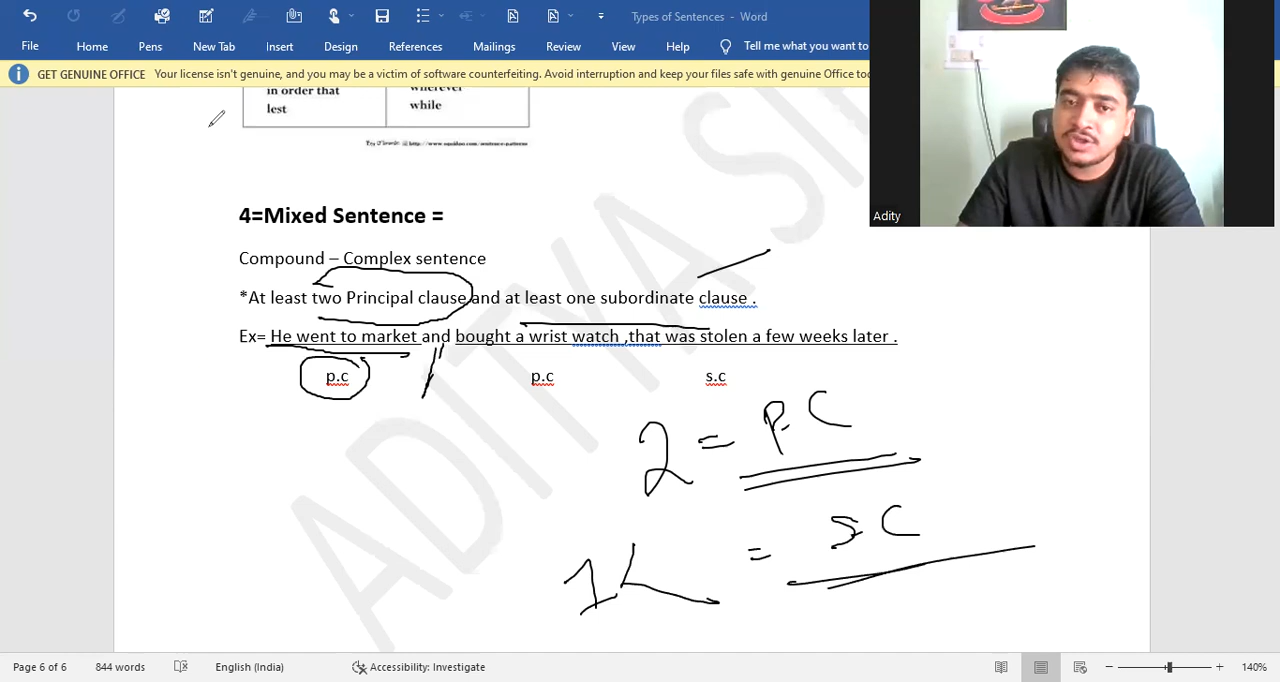 Types of Sentences - Word
File Home Pens New Tab Insert Design References Mailings Review View Help Tell me what you want to
GET GENUINE OFFICE Your license isn't genuine, and you may be a victim of software counterfeiting. Avoid interruption and keep your files safe with genuine Office toc
in order that wherever
lest while
4=Mixed Sentence =
Compound – Complex sentence
*At least two Principal clause and at least one subordinate clause .
Ex= He went to market and bought a wrist watch ,that was stolen a few weeks later .
p.c p.c s.c
2 = P.C
1 = SC
Adity
ADITYA
Page 6 of 6 844 words English (India) Accessibility: Investigate 140%